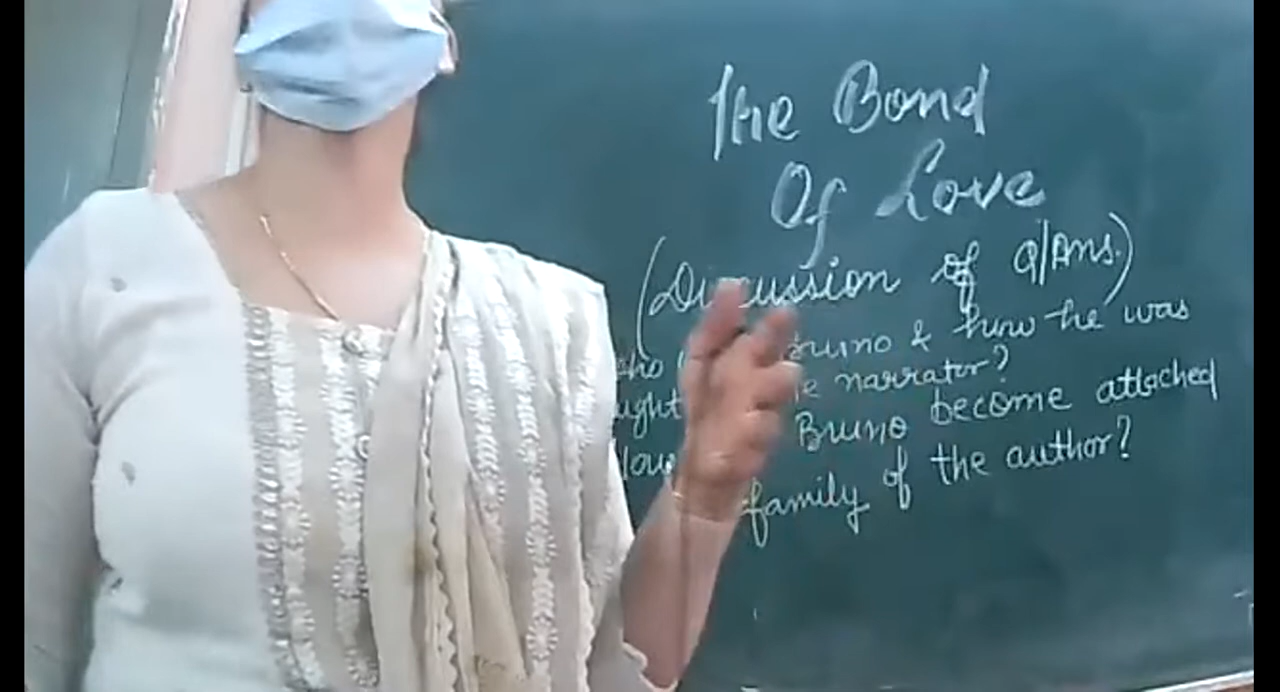 The Bond
Of Love
(Discussion of Q/Ans.)
Bruno & how he was
narrator?
Bruno become attached
family of the author?